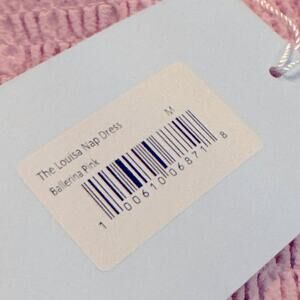 The Louisa Nap Dress M
Ballerina Pink
1 00610 06871 8